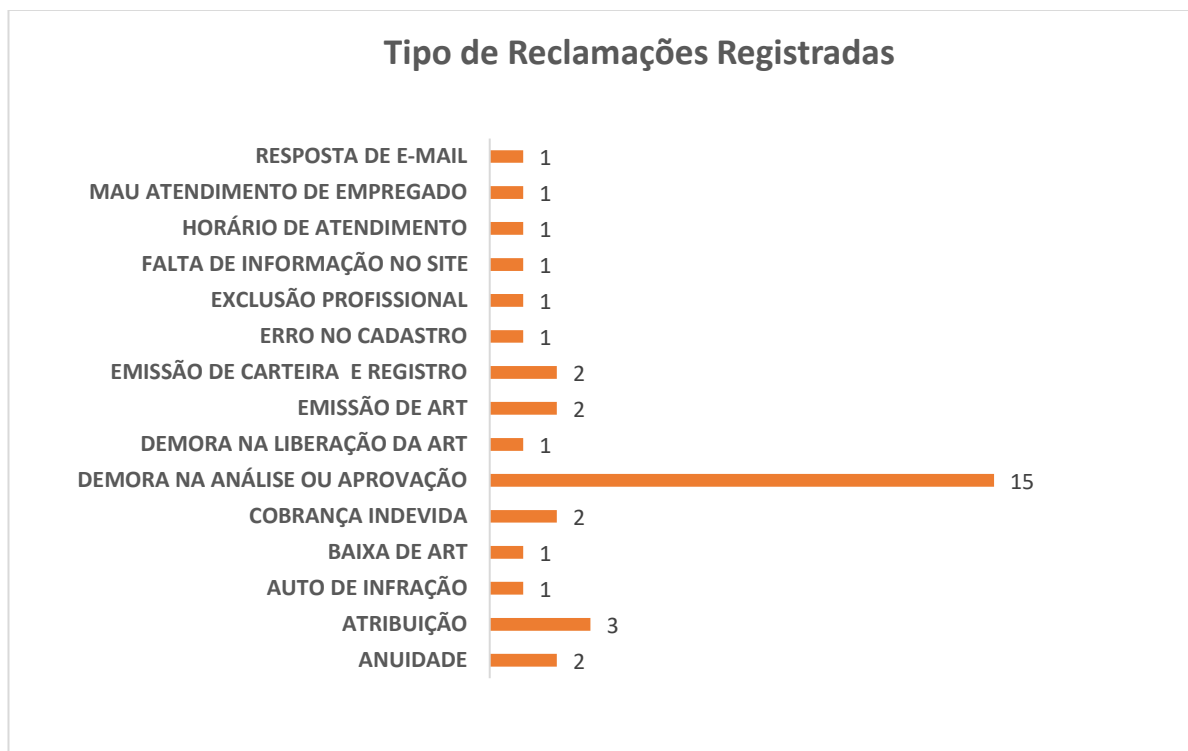 Tipo de Reclamações Registradas
RESPOSTA DE E-MAIL 1
MAU ATENDIMENTO DE EMPREGADO 1
HORÁRIO DE ATENDIMENTO 1
FALTA DE INFORMAÇÃO NO SITE 1
EXCLUSÃO PROFISSIONAL 1
ERRO NO CADASTRO 1
EMISSÃO DE CARTEIRA  E REGISTRO 2
EMISSÃO DE ART 2
DEMORA NA LIBERAÇÃO DA ART 1
DEMORA NA ANÁLISE OU APROVAÇÃO 15
COBRANÇA INDEVIDA 2
BAIXA DE ART 1
AUTO DE INFRAÇÃO 1
ATRIBUIÇÃO 3
ANUIDADE 2